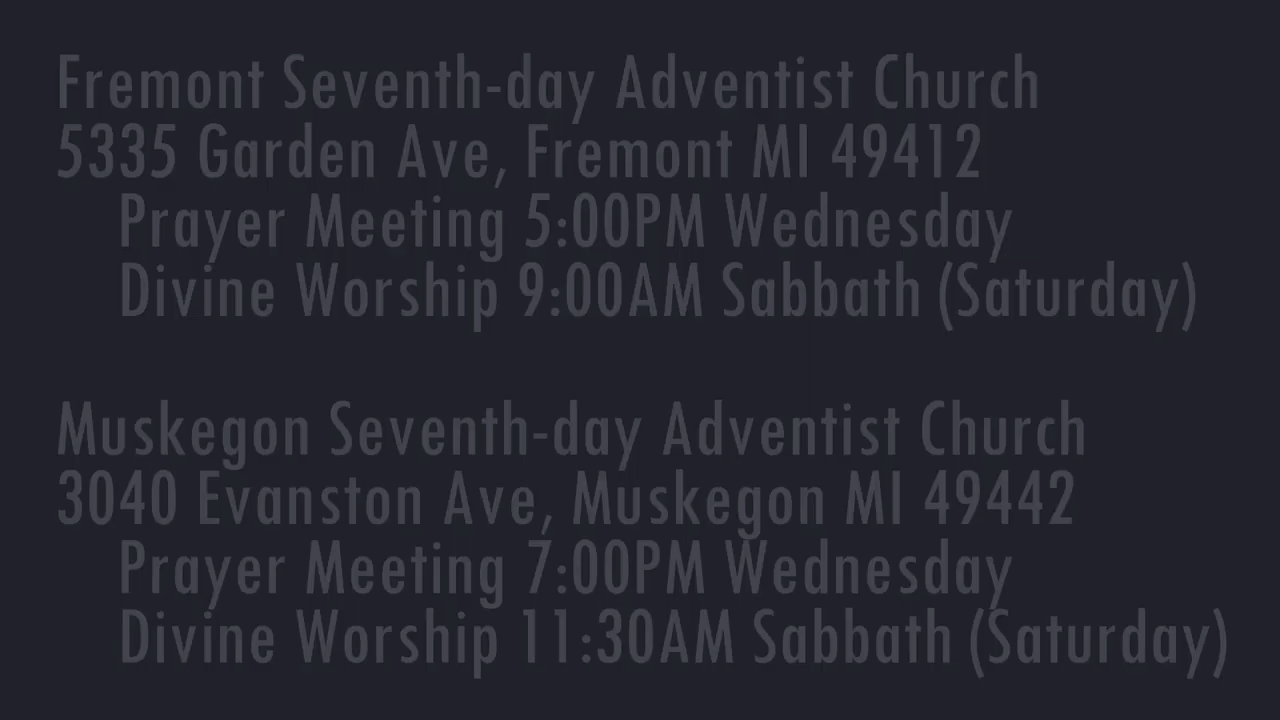 Fremont Seventh-day Adventist Church
5335 Garden Ave, Fremont MI 49412
Prayer Meeting 5:00PM Wednesday
Divine Worship 9:00AM Sabbath (Saturday)
Muskegon Seventh-day Adventist Church
3040 Evanston Ave, Muskegon MI 49442
Prayer Meeting 7:00PM Wednesday
Divine Worship 11:30AM Sabbath (Saturday)